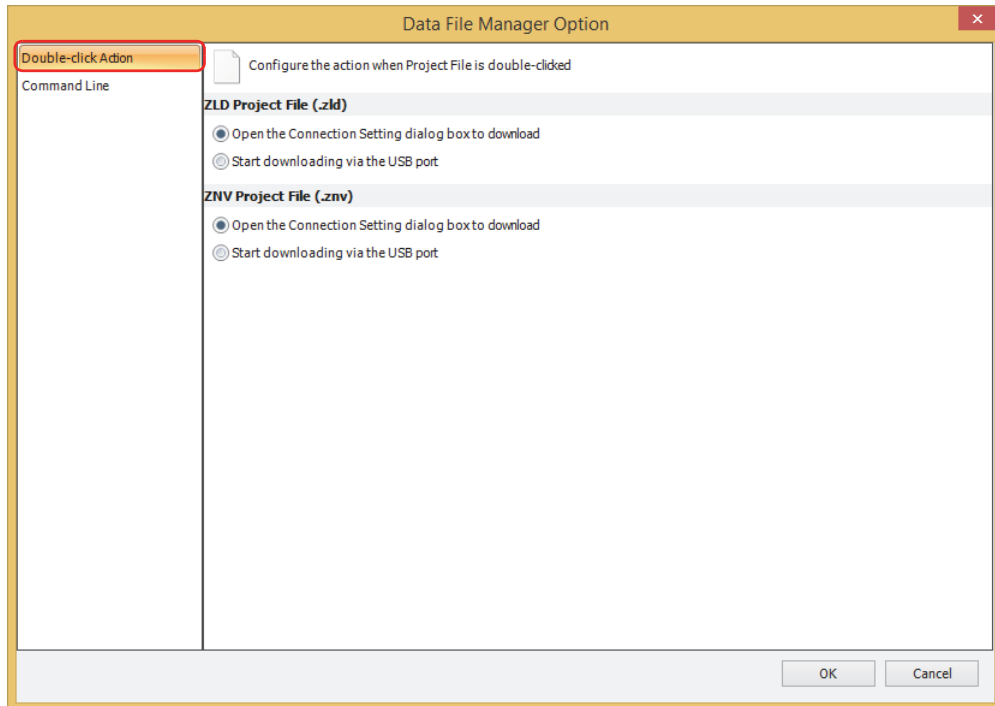 Data File Manager Option
Double-click Action
Command Line
Configure the action when Project File is double-clicked
ZLD Project File (.zld)
Open the Connection Setting dialog box to download
Start downloading via the USB port
ZNV Project File (.znv)
Open the Connection Setting dialog box to download
Start downloading via the USB port
OK
Cancel